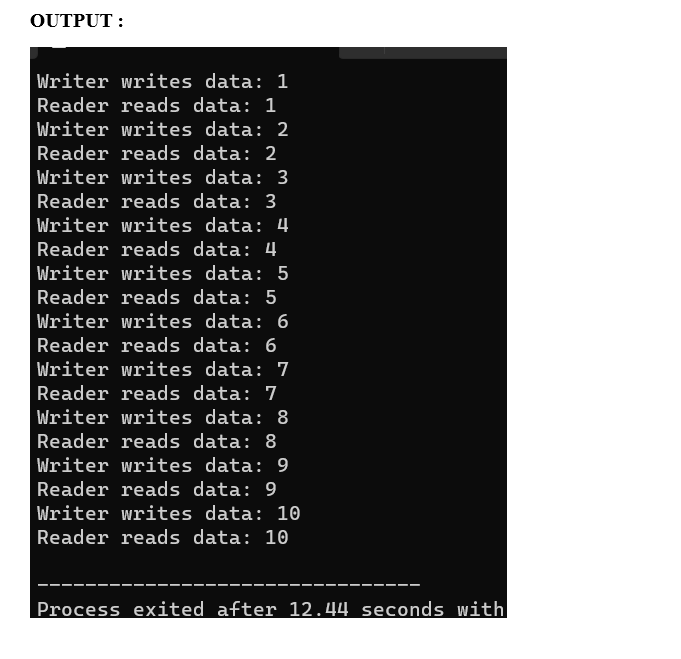 OUTPUT :
Writer writes data: 1
Reader reads data: 1
Writer writes data: 2
Reader reads data: 2
Writer writes data: 3
Reader reads data: 3
Writer writes data: 4
Reader reads data: 4
Writer writes data: 5
Reader reads data: 5
Writer writes data: 6
Reader reads data: 6
Writer writes data: 7
Reader reads data: 7
Writer writes data: 8
Reader reads data: 8
Writer writes data: 9
Reader reads data: 9
Writer writes data: 10
Reader reads data: 10
--------------------------------
Process exited after 12.44 seconds with